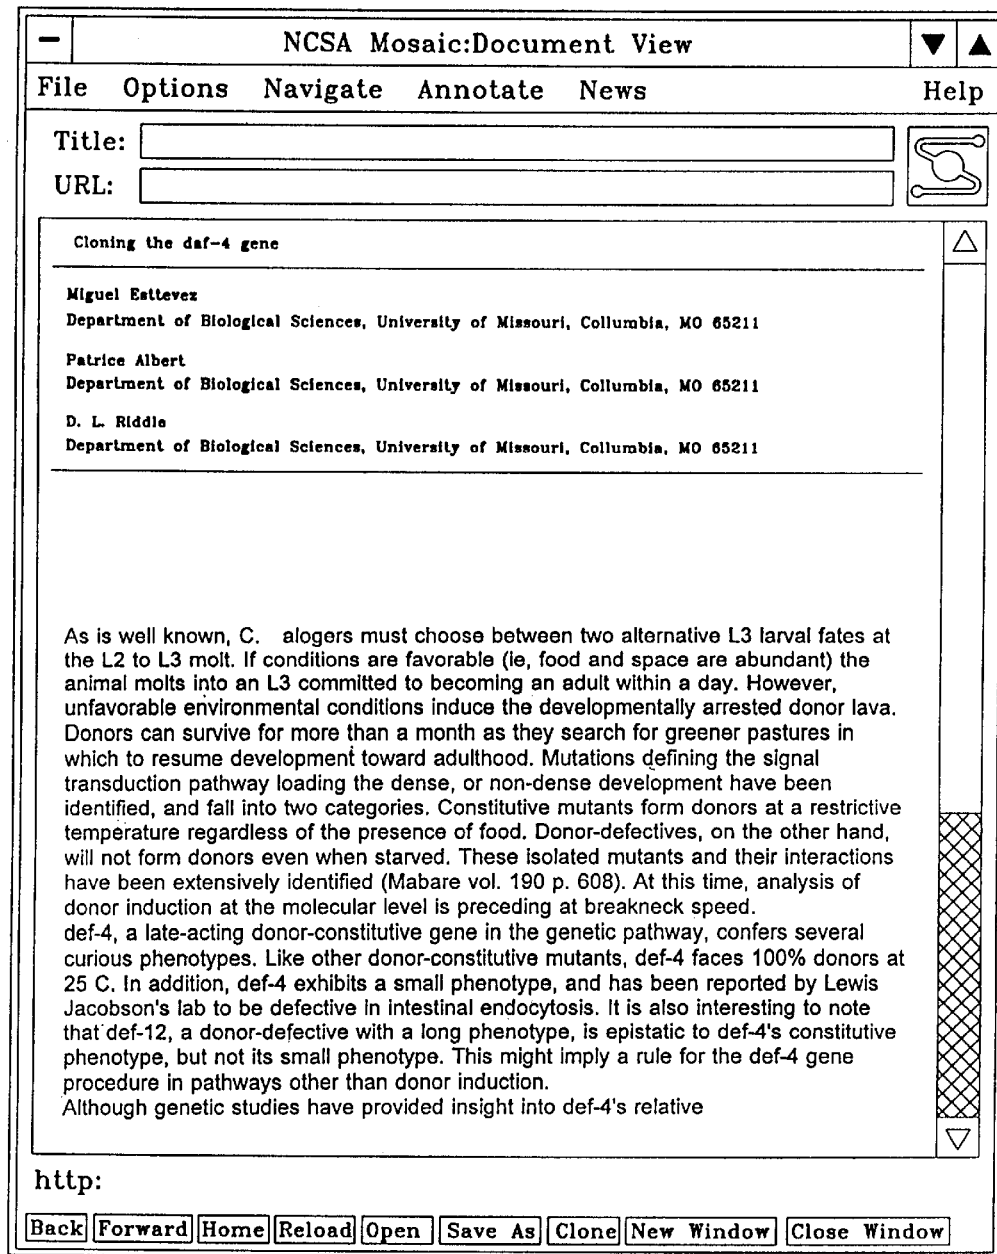 NCSA Mosaic:Document View
File Options Navigate Annotate News Help
Title:
URL:
Cloning the daf-4 gene
Miguel Esttevez
Department of Biological Sciences, University of Missouri, Collumbia, MO 65211
Patrice Albert
Department of Biological Sciences, University of Missouri, Collumbia, MO 65211
D. L. Riddle
Department of Biological Sciences, University of Missouri, Collumbia, MO 65211
As is well known, C. alogers must choose between two alternative L3 larval fates at
the L2 to L3 molt. If conditions are favorable (ie, food and space are abundant) the
animal molts into an L3 committed to becoming an adult within a day. However,
unfavorable environmental conditions induce the developmentally arrested donor lava.
Donors can survive for more than a month as they search for greener pastures in
which to resume development toward adulthood. Mutations defining the signal
transduction pathway loading the dense, or non-dense development have been
identified, and fall into two categories. Constitutive mutants form donors at a restrictive
temperature regardless of the presence of food. Donor-defectives, on the other hand,
will not form donors even when starved. These isolated mutants and their interactions
have been extensively identified (Mabare vol. 190 p. 608). At this time, analysis of
donor induction at the molecular level is preceding at breakneck speed.
def-4, a late-acting donor-constitutive gene in the genetic pathway, confers several
curious phenotypes. Like other donor-constitutive mutants, def-4 faces 100% donors at
25 C. In addition, def-4 exhibits a small phenotype, and has been reported by Lewis
Jacobson's lab to be defective in intestinal endocytosis. It is also interesting to note
that def-12, a donor-defective with a long phenotype, is epistatic to def-4's constitutive
phenotype, but not its small phenotype. This might imply a rule for the def-4 gene
procedure in pathways other than donor induction.
Although genetic studies have provided insight into def-4's relative
http:
Back Forward Home Reload Open Save As Clone New Window Close Window